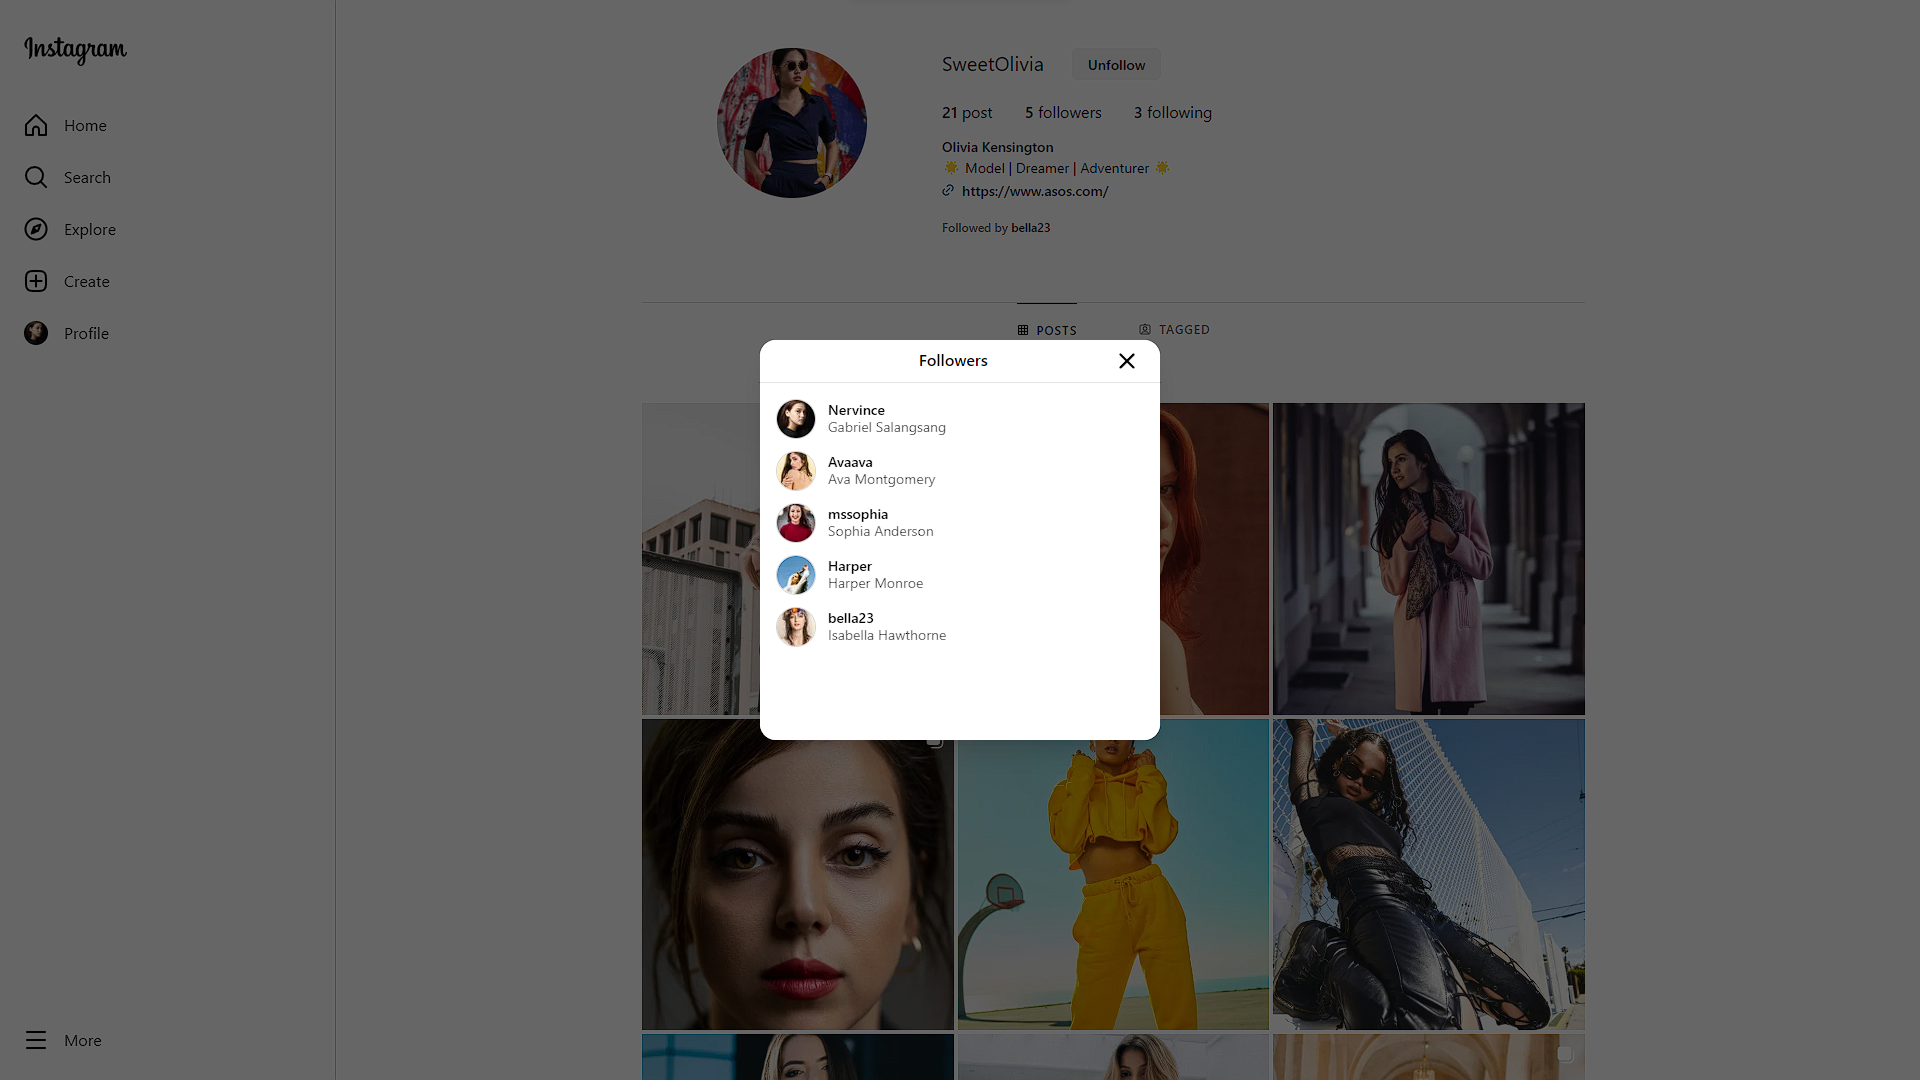 Instagram
Home
Search
Explore
Create
Profile
More
SweetOlivia
Unfollow
21 post 5 followers 3 following
Olivia Kensington
🌟 Model | Dreamer | Adventurer 🌟
https://www.asos.com/
Followed by bella23
POSTS
TAGGED
Followers
Nervince
Gabriel Salangsang
Avaava
Ava Montgomery
mssophia
Sophia Anderson
Harper
Harper Monroe
bella23
Isabella Hawthorne